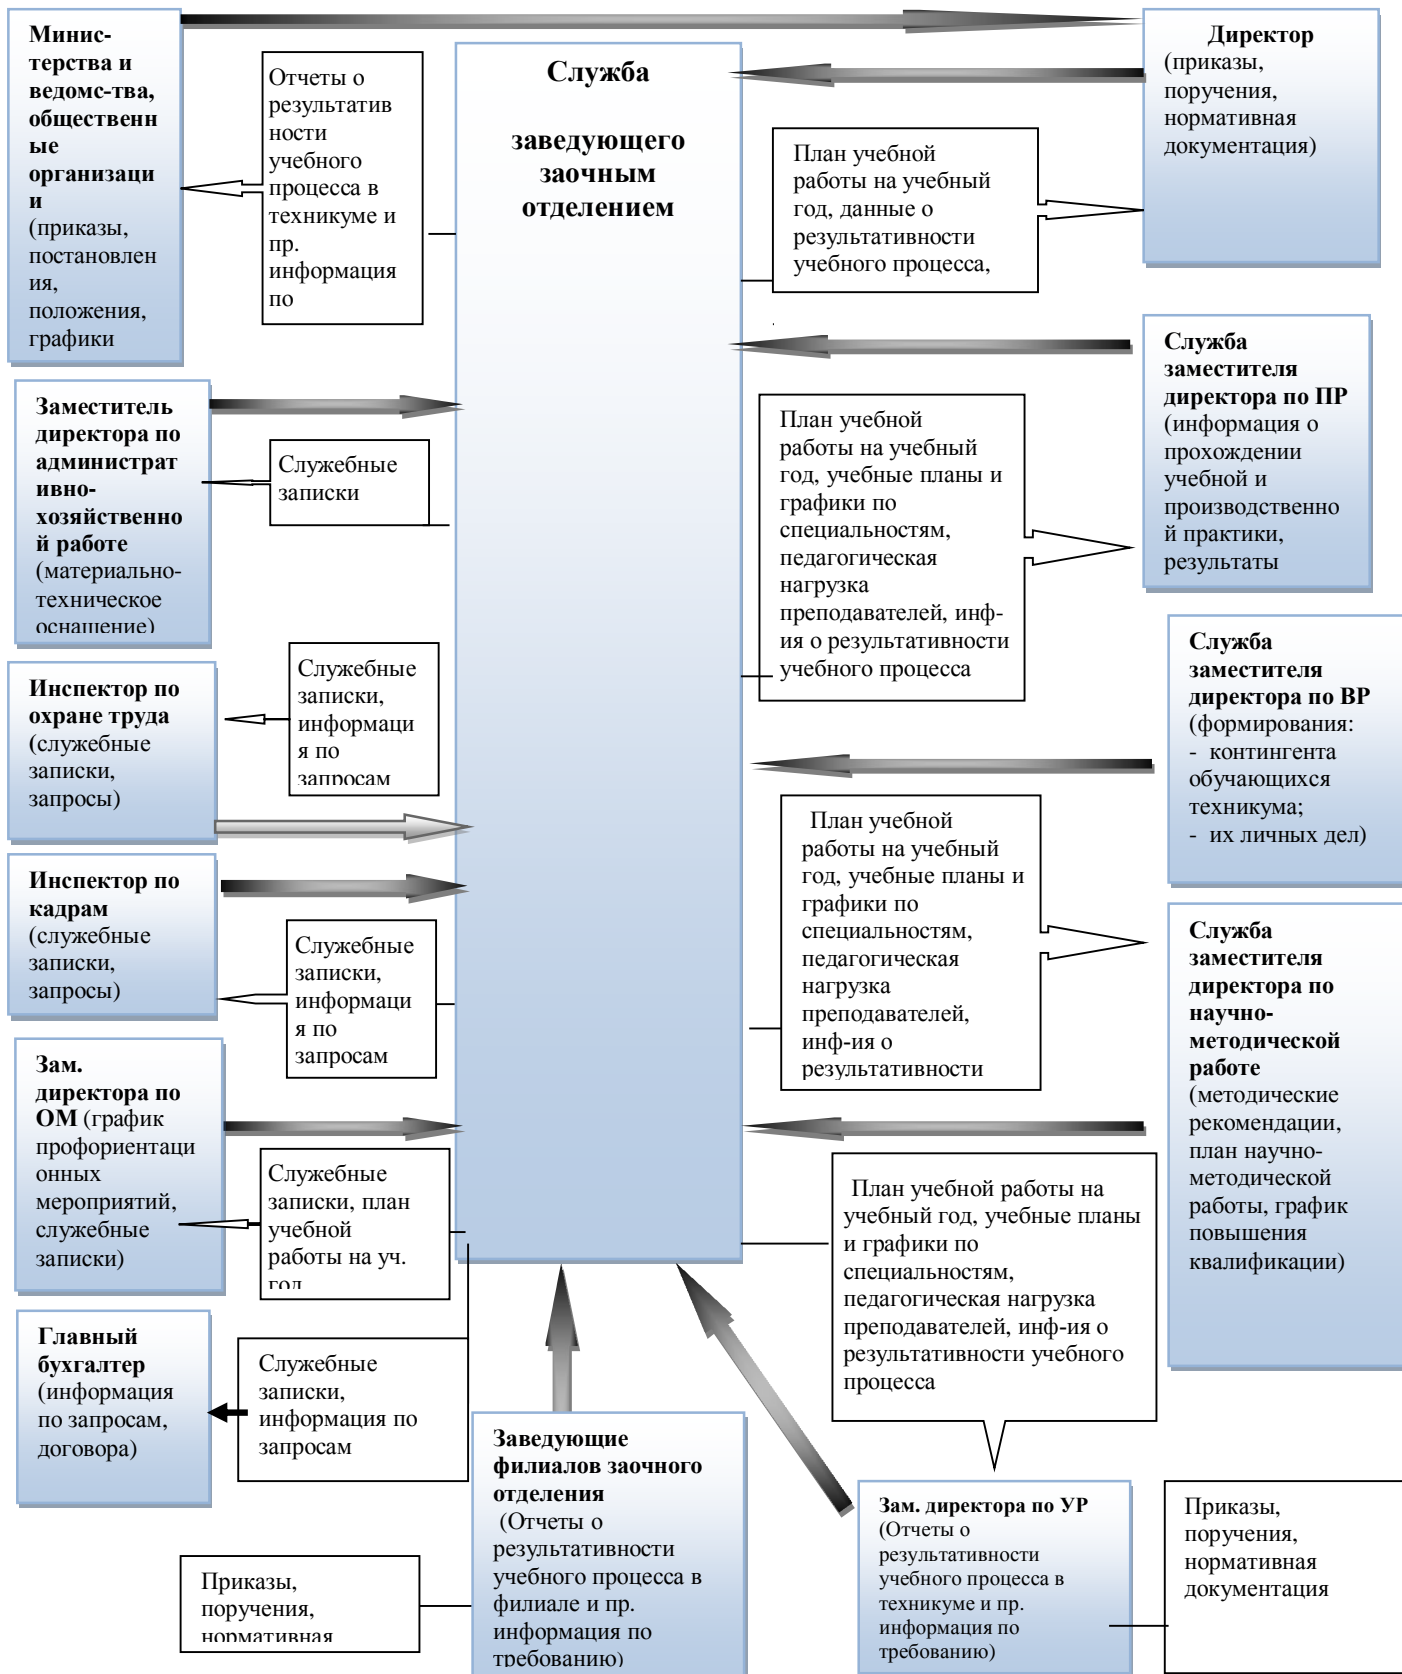 Минис-
терства и
ведомс-тва,
общественн
ые
организаци
и
(приказы,
постановлен
ия,
положения,
графики
Отчеты о
результатив
ности
учебного
процесса в
техникуме и
пр.
информация
по
Служба
заведующего
заочным
отделением
Директор
(приказы,
поручения,
нормативная
документация)
План учебной
работы на учебный
год, данные о
результативности
учебного процесса,
Заместитель
директора по
администрат
ивно-
хозяйственно
й работе
(материально-
техническое
оснащение)
Служебные
записки
Служба
заместителя
директора по ПР
(информация о
прохождении
учебной и
производственно
й практики,
результаты
План учебной
работы на учебный
год, учебные планы и
графики по
специальностям,
педагогическая
нагрузка
преподавателей, инф-
ия о результативности
учебного процесса
Инспектор по
охране труда
(служебные
записки,
запросы)
Служебные
записки,
информаци
я по
запросам
Служба
заместителя
директора по ВР
(формирования:
- контингента
обучающихся
техникума;
- их личных дел)
План учебной
работы на учебный
год, учебные планы и
графики по
специальностям,
педагогическая
нагрузка
преподавателей,
инф-ия о
результативности
Инспектор по
кадрам
(служебные
записки,
запросы)
Служебные
записки,
информаци
я по
запросам
Служба
заместителя
директора по
научно-
методической
работе
(методические
рекомендации,
план научно-
методической
работы, график
повышения
квалификации)
Зам.
директора по
ОМ (график
профориентаци
онных
мероприятий,
служебные
записки)
Служебные
записки, план
учебной
работы на уч.
год
План учебной работы на
учебный год, учебные планы
и графики по
специальностям,
педагогическая нагрузка
преподавателей, инф-ия о
результативности учебного
процесса
Главный
бухгалтер
(информация
по запросам,
договора)
Служебные
записки,
информация по
запросам
Заведующие
филиалов заочного
отделения
(Отчеты о
результативности
учебного процесса в
филиале и пр.
информация по
требованию)
Приказы,
поручения,
нормативная
Зам. директора по УР
(Отчеты о
результативности
учебного процесса в
техникуме и пр.
информация по
требованию)
Приказы,
поручения,
нормативная
документация